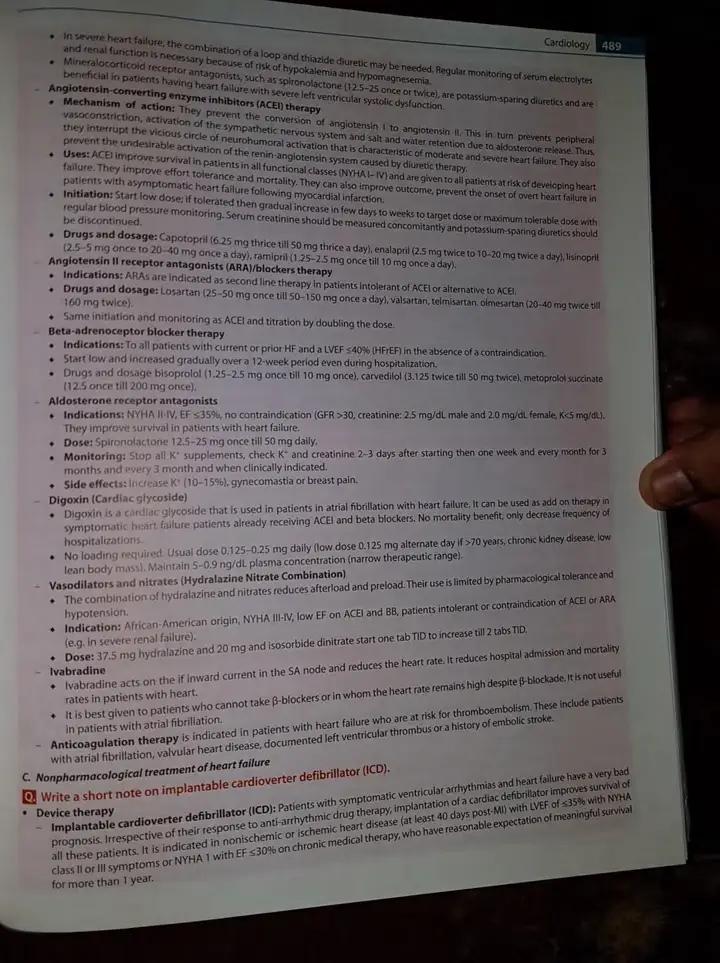 Cardiology 489
• In severe heart failure, the combination of a loop and thiazide diuretic may be needed. Regular monitoring of serum electrolytes
and renal function is necessary because of risk of hypokalemia and hypomagnesemia.
• Mineralocorticoid receptor antagonists, such as spironolactone (12.5–25 once or twice), are potassium-sparing diuretics and are
beneficial in patients having heart failure with severe left ventricular systolic dysfunction.
– Angiotensin-converting enzyme inhibitors (ACEI) therapy
• Mechanism of action: They prevent the conversion of angiotensin I to angiotensin II. This in turn prevents peripheral
vasoconstriction, activation of the sympathetic nervous system and salt and water retention due to aldosterone release. Thus,
they interrupt the vicious circle of neurohumoral activation that is characteristic of moderate and severe heart failure. They also
prevent the undesirable activation of the renin-angiotensin system caused by diuretic therapy.
• Uses: ACEI improve survival in patients in all functional classes (NYHA I– IV) and are given to all patients at risk of developing heart
failure. They improve effort tolerance and mortality. They can also improve outcome, prevent the onset of overt heart failure in
patients with asymptomatic heart failure following myocardial infarction.
• Initiation: Start low dose; if tolerated then gradual increase in few days to weeks to target dose or maximum tolerable dose with
regular blood pressure monitoring. Serum creatinine should be measured concomitantly and potassium-sparing diuretics should
be discontinued.
• Drugs and dosage: Capotopril (6.25 mg thrice till 50 mg thrice a day), enalapril (2.5 mg twice to 10–20 mg twice a day), lisinopril
(2.5–5 mg once to 20–40 mg once a day), ramipril (1.25–2.5 mg once till 10 mg once a day).
– Angiotensin II receptor antagonists (ARA)/blockers therapy
• Indications: ARAs are indicated as second line therapy in patients intolerant of ACEI or alternative to ACEI.
• Drugs and dosage: Losartan (25–50 mg once till 50–150 mg once a day), valsartan, telmisartan, olmesartan (20–40 mg twice till
160 mg twice).
• Same initiation and monitoring as ACEI and titration by doubling the dose.
– Beta-adrenoceptor blocker therapy
• Indications: To all patients with current or prior HF and a LVEF ≤40% (HFrEF) in the absence of a contraindication.
• Start low and increased gradually over a 12-week period even during hospitalization.
• Drugs and dosage bisoprolol (1.25–2.5 mg once till 10 mg once), carvedilol (3.125 twice till 50 mg twice), metoprolol succinate
(12.5 once till 200 mg once).
– Aldosterone receptor antagonists
• Indications: NYHA II-IV, EF ≤35%, no contraindication (GFR >30, creatinine: 2.5 mg/dL male and 2.0 mg/dL female, K<5 mg/dL).
They improve survival in patients with heart failure.
• Dose: Spironolactone 12.5–25 mg once till 50 mg daily.
• Monitoring: Stop all K⁺ supplements, check K⁺ and creatinine 2–3 days after starting then one week and every month for 3
months and every 3 month and when clinically indicated.
• Side effects: Increase K⁺ (10–15%), gynecomastia or breast pain.
– Digoxin (Cardiac glycoside)
• Digoxin is a cardiac glycoside that is used in patients in atrial fibrillation with heart failure. It can be used as add on therapy in
symptomatic heart failure patients already receiving ACEI and beta blockers. No mortality benefit, only decrease frequency of
hospitalizations.
• No loading required. Usual dose 0.125–0.25 mg daily (low dose 0.125 mg alternate day if >70 years, chronic kidney disease, low
lean body mass). Maintain 5–0.9 ng/dL plasma concentration (narrow therapeutic range).
– Vasodilators and nitrates (Hydralazine Nitrate Combination)
• The combination of hydralazine and nitrates reduces afterload and preload. Their use is limited by pharmacological tolerance and
hypotension.
• Indication: African-American origin, NYHA III-IV, low EF on ACEI and BB, patients intolerant or contraindication of ACEI or ARA
(e.g. in severe renal failure).
• Dose: 37.5 mg hydralazine and 20 mg and isosorbide dinitrate start one tab TID to increase till 2 tabs TID.
– Ivabradine
• Ivabradine acts on the if inward current in the SA node and reduces the heart rate. It reduces hospital admission and mortality
rates in patients with heart.
• It is best given to patients who cannot take β-blockers or in whom the heart rate remains high despite β-blockade. It is not useful
in patients with atrial fibrillation.
– Anticoagulation therapy is indicated in patients with heart failure who are at risk for thromboembolism. These include patients
with atrial fibrillation, valvular heart disease, documented left ventricular thrombus or a history of embolic stroke.
C. Nonpharmacological treatment of heart failure
Q. Write a short note on implantable cardioverter defibrillator (ICD).
• Device therapy
– Implantable cardioverter defibrillator (ICD): Patients with symptomatic ventricular arrhythmias and heart failure have a very bad
prognosis. Irrespective of their response to anti-arrhythmic drug therapy, implantation of a cardiac defibrillator improves survival of
all these patients. It is indicated in nonischemic or ischemic heart disease (at least 40 days post-MI) with LVEF of ≤35% with NYHA
class II or III symptoms or NYHA 1 with EF ≤30% on chronic medical therapy, who have reasonable expectation of meaningful survival
for more than 1 year.